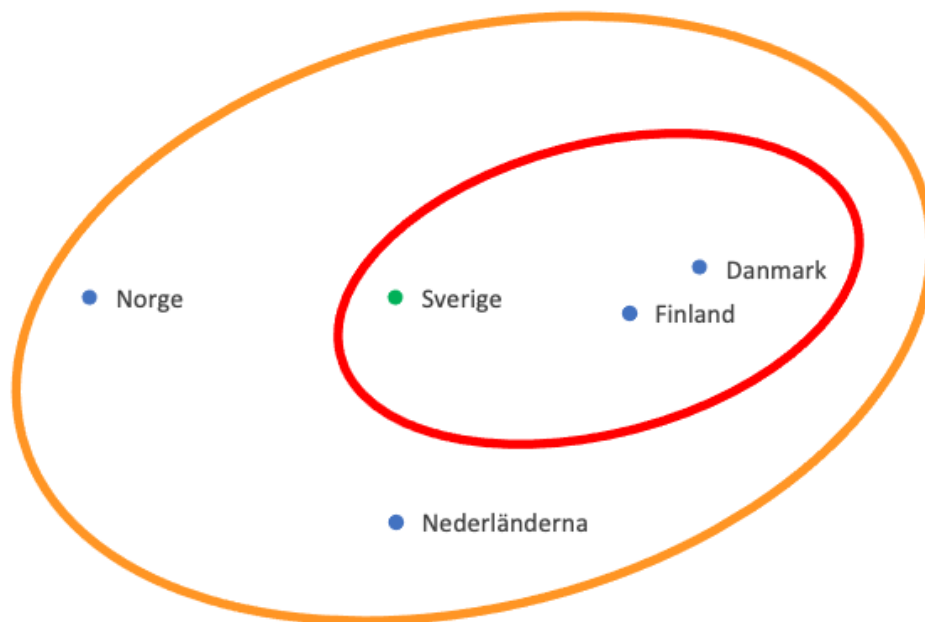 Danmark
Norge
Sverige
Finland
Nederländerna